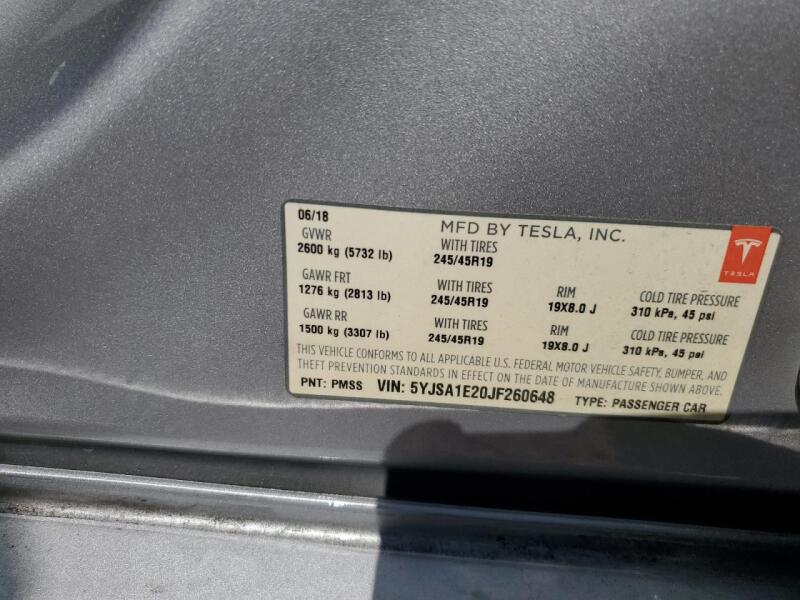 06/18
MFD BY TESLA, INC.
GVWR WITH TIRES
2600 kg (5732 lb) 245/45R19
TESLA
GAWR FRT WITH TIRES RIM COLD TIRE PRESSURE
1276 kg (2813 lb) 245/45R19 19X8.0 J 310 kPa, 45 psi
GAWR RR WITH TIRES RIM COLD TIRE PRESSURE
1500 kg (3307 lb) 245/45R19 19X8.0 J 310 kPa, 45 psi
THIS VEHICLE CONFORMS TO ALL APPLICABLE U.S. FEDERAL MOTOR VEHICLE SAFETY, BUMPER, AND
THEFT PREVENTION STANDARDS IN EFFECT ON THE DATE OF MANUFACTURE SHOWN ABOVE.
PNT: PMSS VIN: 5YJSA1E20JF260648 TYPE: PASSENGER CAR